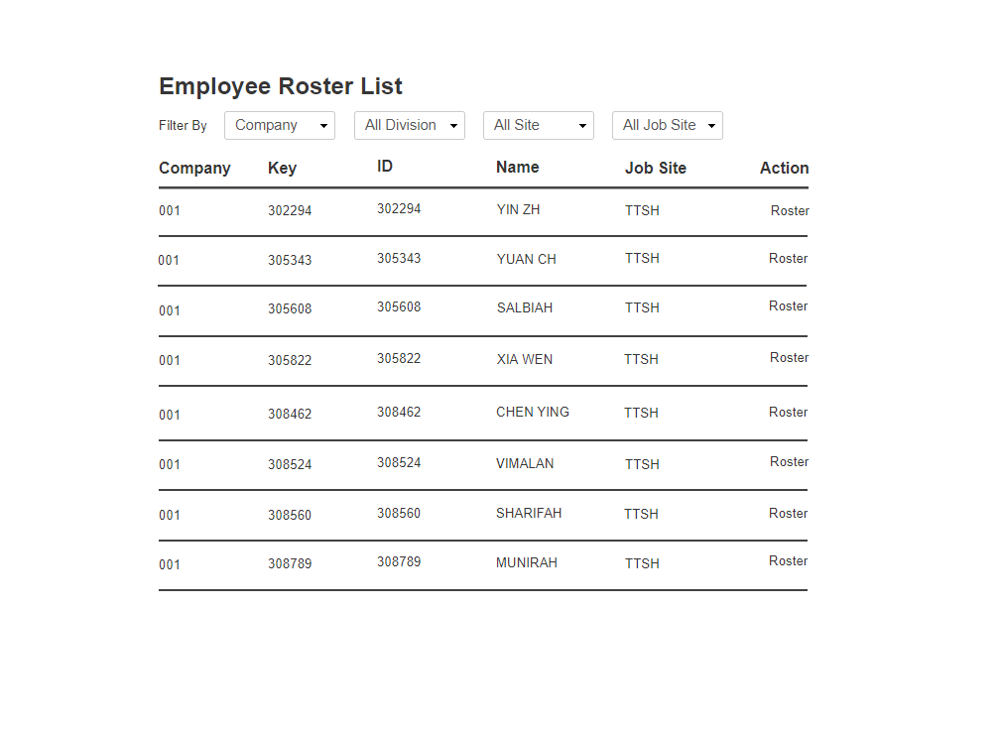 Employee Roster List
Filter By Company All Division All Site All Job Site
Company Key ID Name Job Site Action
001 302294 302294 YIN ZH TTSH Roster
001 305343 305343 YUAN CH TTSH Roster
001 305608 305608 SALBIAH TTSH Roster
001 305822 305822 XIA WEN TTSH Roster
001 308462 308462 CHEN YING TTSH Roster
001 308524 308524 VIMALAN TTSH Roster
001 308560 308560 SHARIFAH TTSH Roster
001 308789 308789 MUNIRAH TTSH Roster